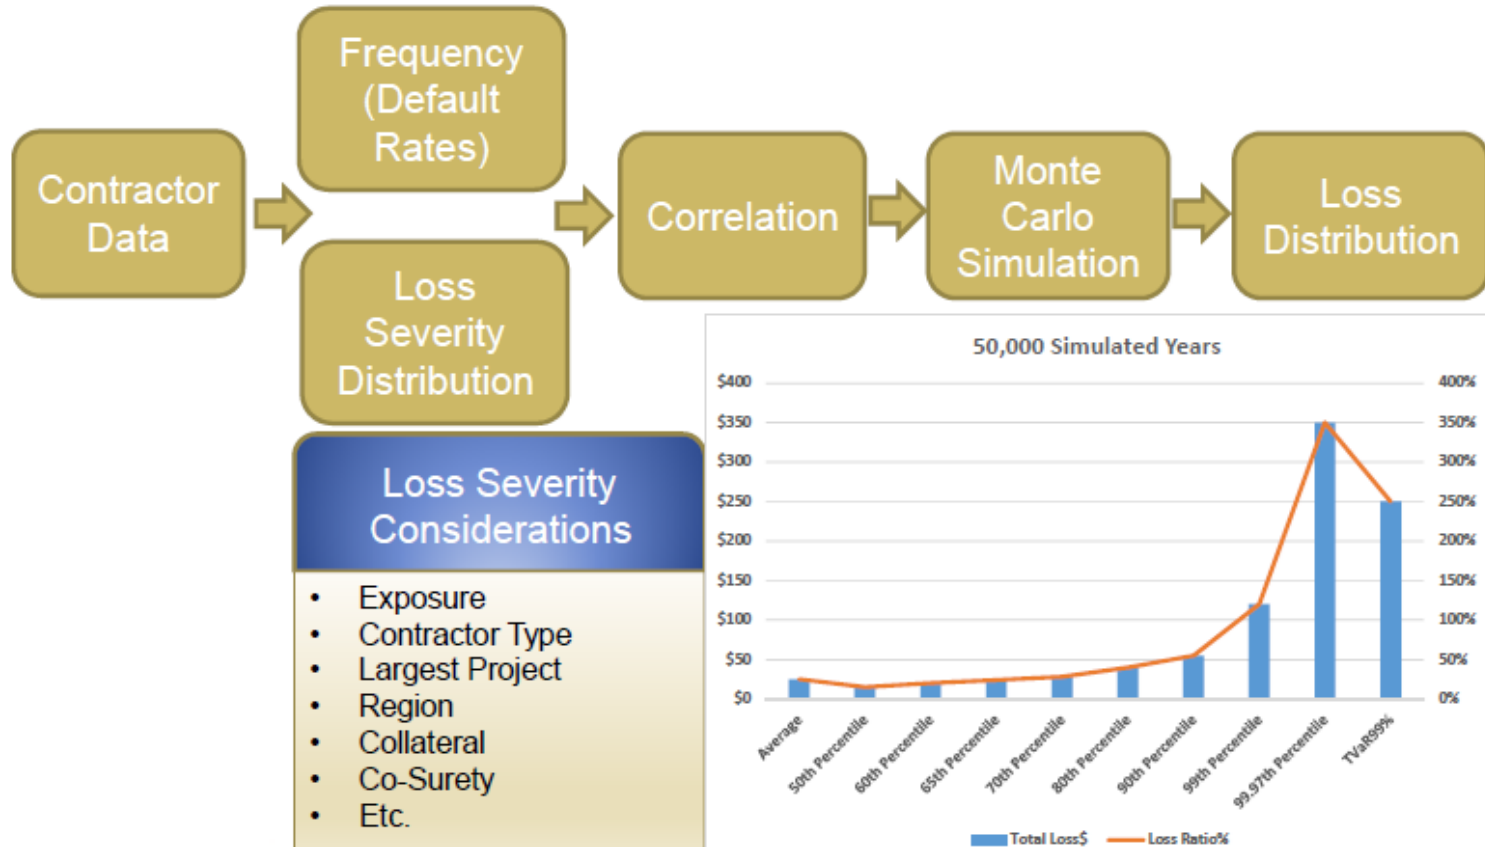 Contractor
Data
Frequency
(Default
Rates)
Loss
Severity
Distribution
Correlation
Monte
Carlo
Simulation
Loss
Distribution
Loss Severity
Considerations
• Exposure
• Contractor Type
• Largest Project
• Region
• Collateral
• Co-Surety
• Etc.
50,000 Simulated Years
$400
$350
$300
$250
$200
$150
$100
$50
$0
400%
350%
300%
250%
200%
150%
100%
50%
0%
Average
50th Percentile
60th Percentile
65th Percentile
70th Percentile
80th Percentile
90th Percentile
99th Percentile
99.97th Percentile
TVaR99%
Total Loss$
Loss Ratio%